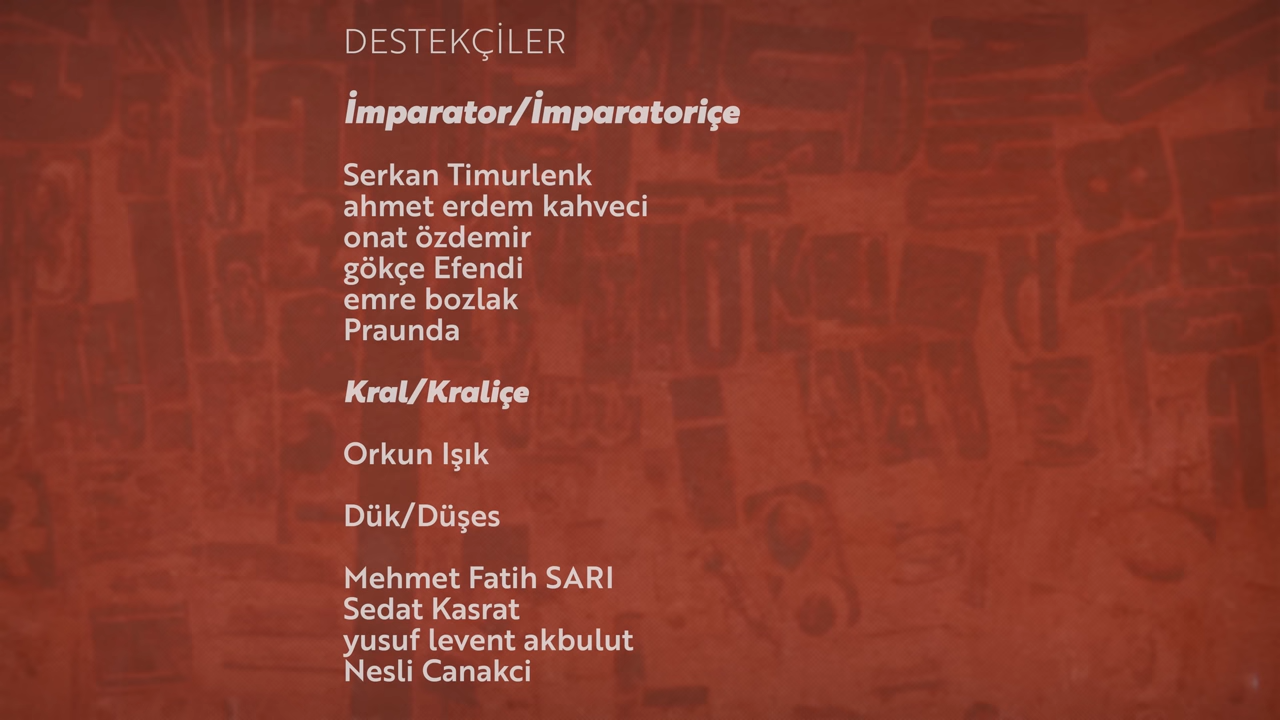 DESTEKÇİLER
İmparator/İmparatoriçe
Serkan Timurlenk
ahmet erdem kahveci
onat özdemir
gökçe Efendi
emre bozlak
Praunda
Kral/Kraliçe
Orkun Işık
Dük/Düşes
Mehmet Fatih SARI
Sedat Kasrat
yusuf levent akbulut
Nesli Canakci